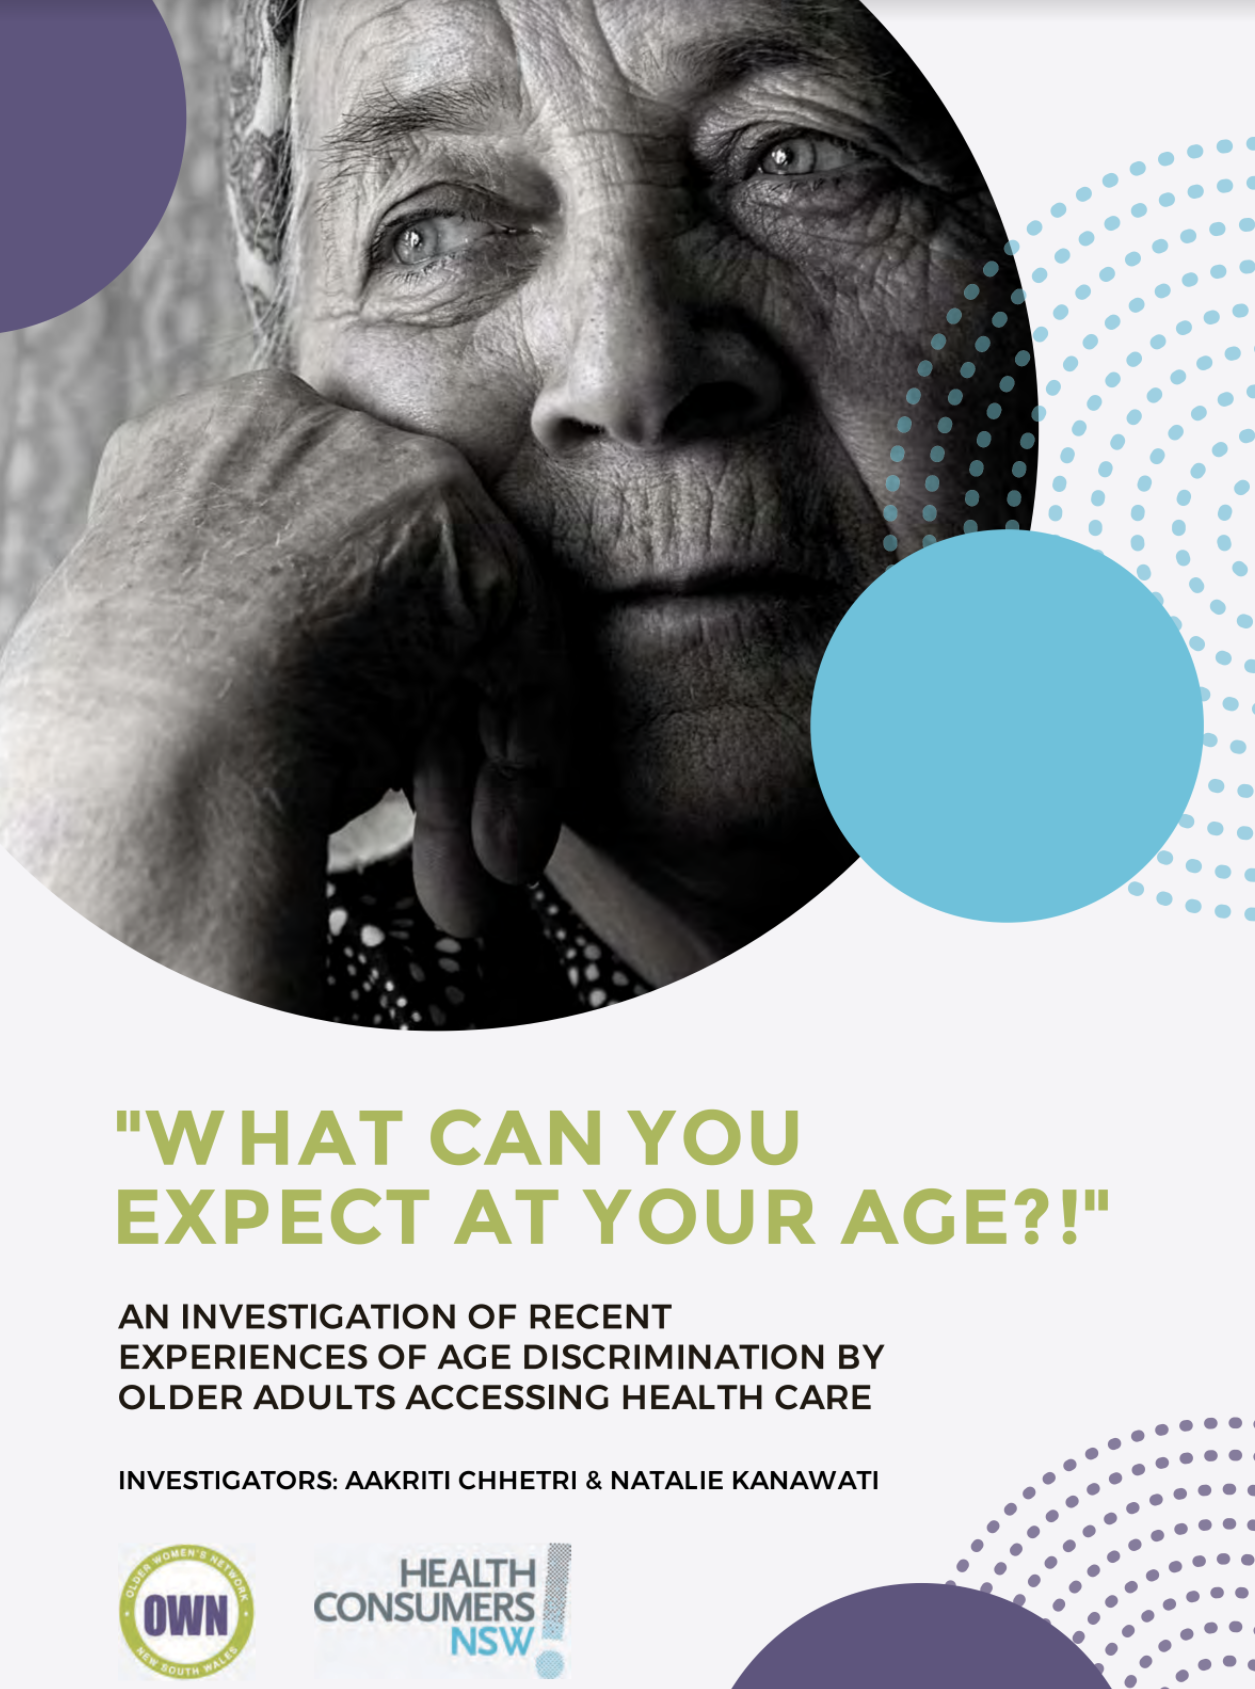 "WHAT CAN YOU
EXPECT AT YOUR AGE?!"
AN INVESTIGATION OF RECENT
EXPERIENCES OF AGE DISCRIMINATION BY
OLDER ADULTS ACCESSING HEALTH CARE
INVESTIGATORS: AAKRITI CHHETRI & NATALIE KANAWATI
OLDER WOMEN'S NETWORK
OWN
NEW SOUTH WALES
HEALTH
CONSUMERS
NSW